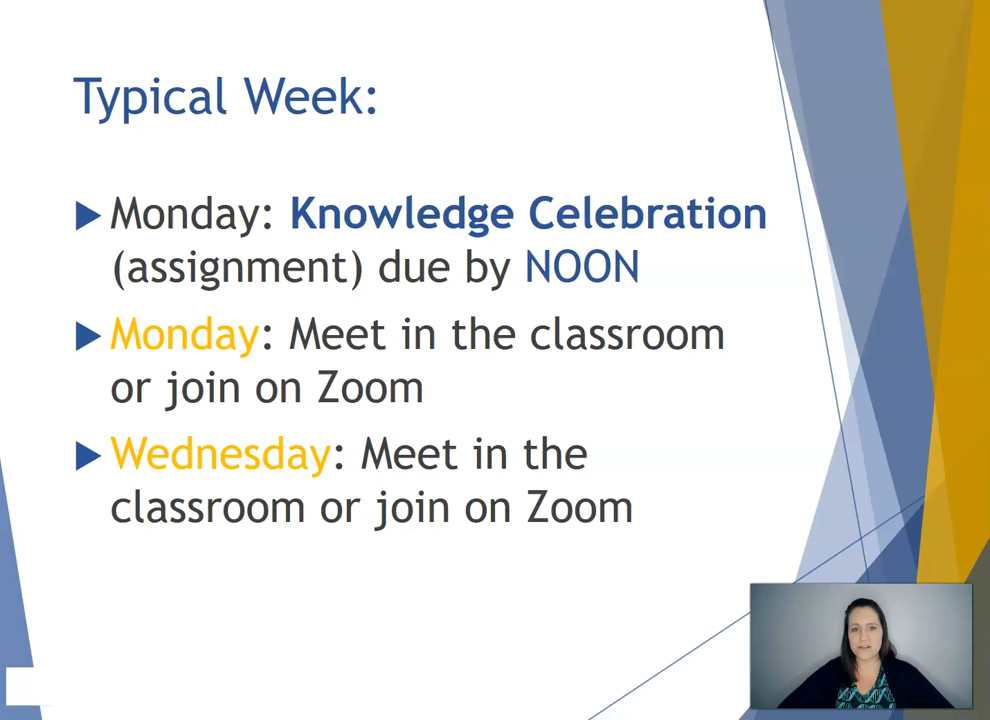 Typical Week:
Monday: Knowledge Celebration
(assignment) due by NOON
Monday: Meet in the classroom
or join on Zoom
Wednesday: Meet in the
classroom or join on Zoom